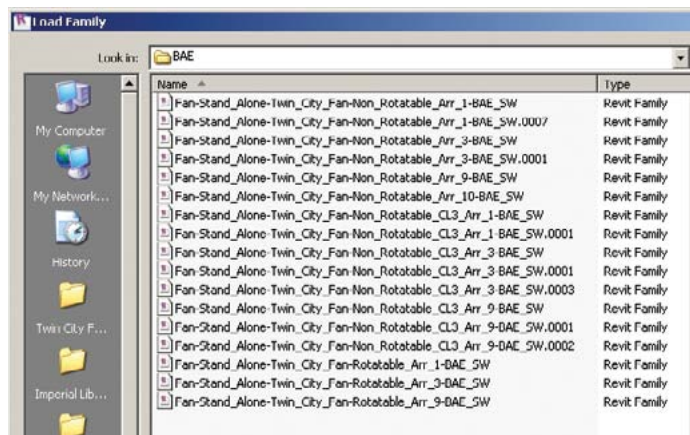 Load Family
Look in: BAE
Name Type
Fan-Stand_Alone-Twin_City_Fan-Non_Rotatable_Arr_1-BAE_SW Revit Family
Fan-Stand_Alone-Twin_City_Fan-Non_Rotatable_Arr_1-BAE_SW.0007 Revit Family
Fan-Stand_Alone-Twin_City_Fan-Non_Rotatable_Arr_3-BAE_SW Revit Family
Fan-Stand_Alone-Twin_City_Fan-Non_Rotatable_Arr_3-BAE_SW.0001 Revit Family
Fan-Stand_Alone-Twin_City_Fan-Non_Rotatable_Arr_9-BAE_SW Revit Family
Fan-Stand_Alone-Twin_City_Fan-Non_Rotatable_Arr_10-BAE_SW Revit Family
Fan-Stand_Alone-Twin_City_Fan-Non_Rotatable_CL3_Arr_1-BAE_SW Revit Family
Fan-Stand_Alone-Twin_City_Fan-Non_Rotatable_CL3_Arr_1-BAE_SW.0001 Revit Family
Fan-Stand_Alone-Twin_City_Fan-Non_Rotatable_CL3_Arr_3-BAE_SW Revit Family
Fan-Stand_Alone-Twin_City_Fan-Non_Rotatable_CL3_Arr_3-BAE_SW.0001 Revit Family
Fan-Stand_Alone-Twin_City_Fan-Non_Rotatable_CL3_Arr_3-BAE_SW.0003 Revit Family
Fan-Stand_Alone-Twin_City_Fan-Non_Rotatable_CL3_Arr_9-BAE_SW Revit Family
Fan-Stand_Alone-Twin_City_Fan-Non_Rotatable_CL3_Arr_9-BAE_SW.0001 Revit Family
Fan-Stand_Alone-Twin_City_Fan-Non_Rotatable_CL3_Arr_9-BAE_SW.0002 Revit Family
Fan-Stand_Alone-Twin_City_Fan-Rotatable_Arr_1-BAE_SW Revit Family
Fan-Stand_Alone-Twin_City_Fan-Rotatable_Arr_3-BAE_SW Revit Family
Fan-Stand_Alone-Twin_City_Fan-Rotatable_Arr_9-BAE_SW Revit Family
My Computer
My Network...
History
Twin City F...
Imperial Lib...